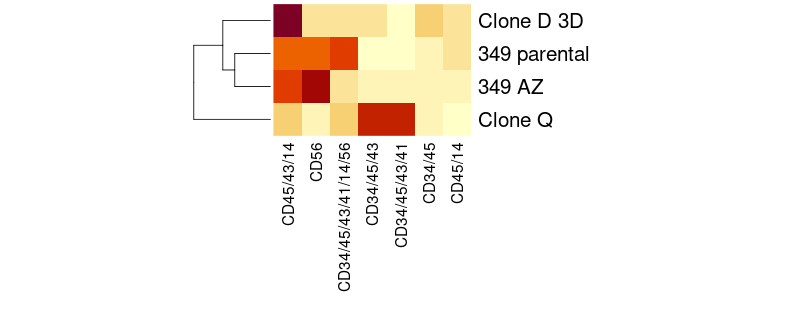 Clone D 3D
349 parental
349 AZ
Clone Q
CD45/43/14
CD56
CD34/45/43/41/14/56
CD34/45/43
CD34/45/43/41
CD34/45
CD45/14